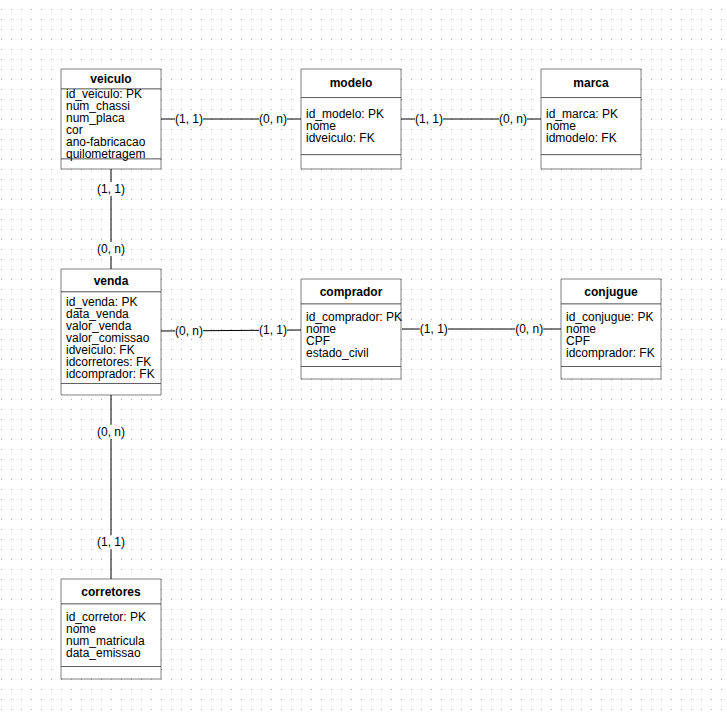 veiculo
id_veiculo: PK
num_chassi
num_placa
cor
ano-fabricacao
quilometragem
(1, 1)
(0, n)
modelo
id_modelo: PK
nome
idveiculo: FK
(1, 1)
(0, n)
marca
id_marca: PK
nome
idmodelo: FK
(1, 1)
(0, n)
venda
id_venda: PK
data_venda
valor_venda
valor_comissao
idveiculo: FK
idcorretores: FK
idcomprador: FK
(0, n)
(1, 1)
comprador
id_comprador: PK
nome
CPF
estado_civil
(1, 1)
(0, n)
conjugue
id_conjugue: PK
nome
CPF
idcomprador: FK
(0, n)
(1, 1)
corretores
id_corretor: PK
nome
num_matricula
data_emissao